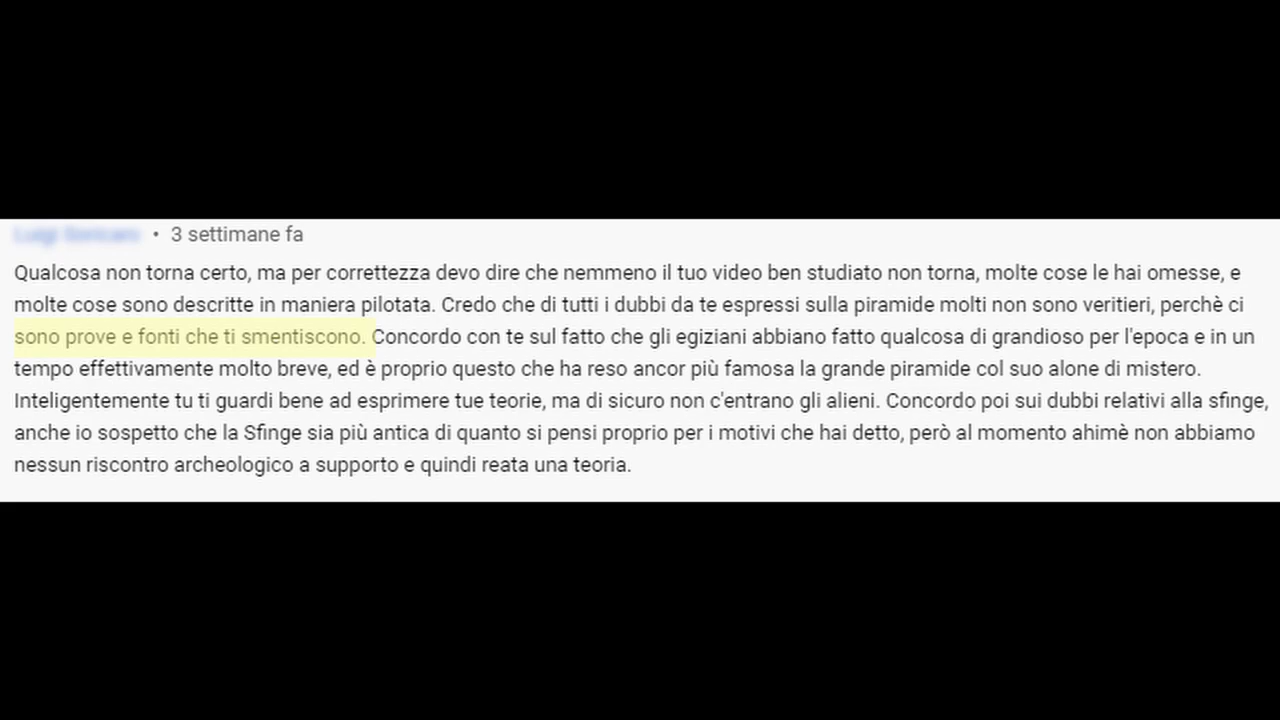 • 3 settimane fa
Qualcosa non torna certo, ma per correttezza devo dire che nemmeno il tuo video ben studiato non torna, molte cose le hai omesse, e
molte cose sono descritte in maniera pilotata. Credo che di tutti i dubbi da te espressi sulla piramide molti non sono veritieri, perchè ci
sono prove e fonti che ti smentiscono. Concordo con te sul fatto che gli egiziani abbiano fatto qualcosa di grandioso per l'epoca e in un
tempo effettivamente molto breve, ed è proprio questo che ha reso ancor più famosa la grande piramide col suo alone di mistero.
Inteligentemente tu ti guardi bene ad esprimere tue teorie, ma di sicuro non c'entrano gli alieni. Concordo poi sui dubbi relativi alla sfinge,
anche io sospetto che la Sfinge sia più antica di quanto si pensi proprio per i motivi che hai detto, però al momento ahimè non abbiamo
nessun riscontro archeologico a supporto e quindi reata una teoria.